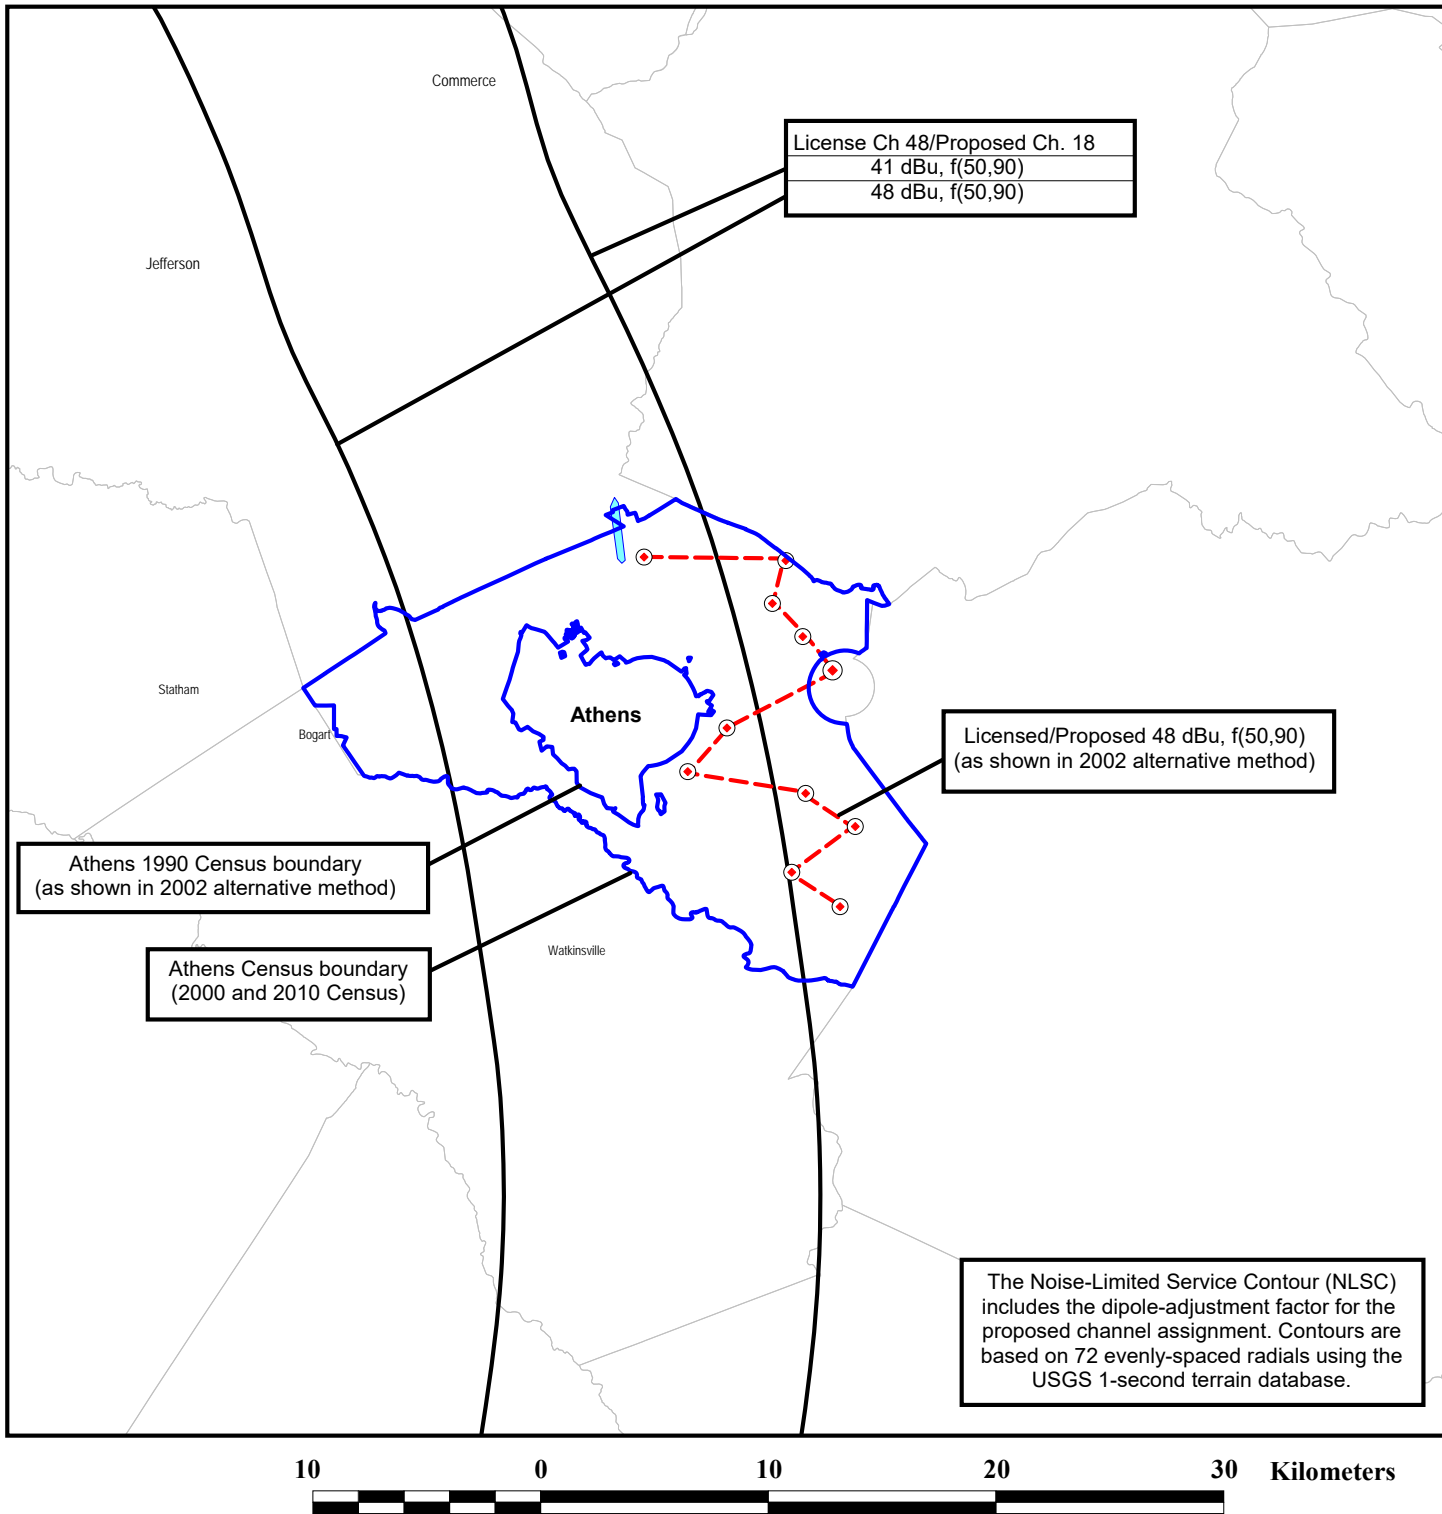 Commerce
License Ch 48/Proposed Ch. 18
41 dBu, f(50,90)
48 dBu, f(50,90)
Jefferson
Statham
Bogart
Athens
Licensed/Proposed 48 dBu, f(50,90)
(as shown in 2002 alternative method)
Athens 1990 Census boundary
(as shown in 2002 alternative method)
Watkinsville
Athens Census boundary
(2000 and 2010 Census)
The Noise-Limited Service Contour (NLSC)
includes the dipole-adjustment factor for the
proposed channel assignment. Contours are
based on 72 evenly-spaced radials using the
USGS 1-second terrain database.
10 0 10 20 30 Kilometers